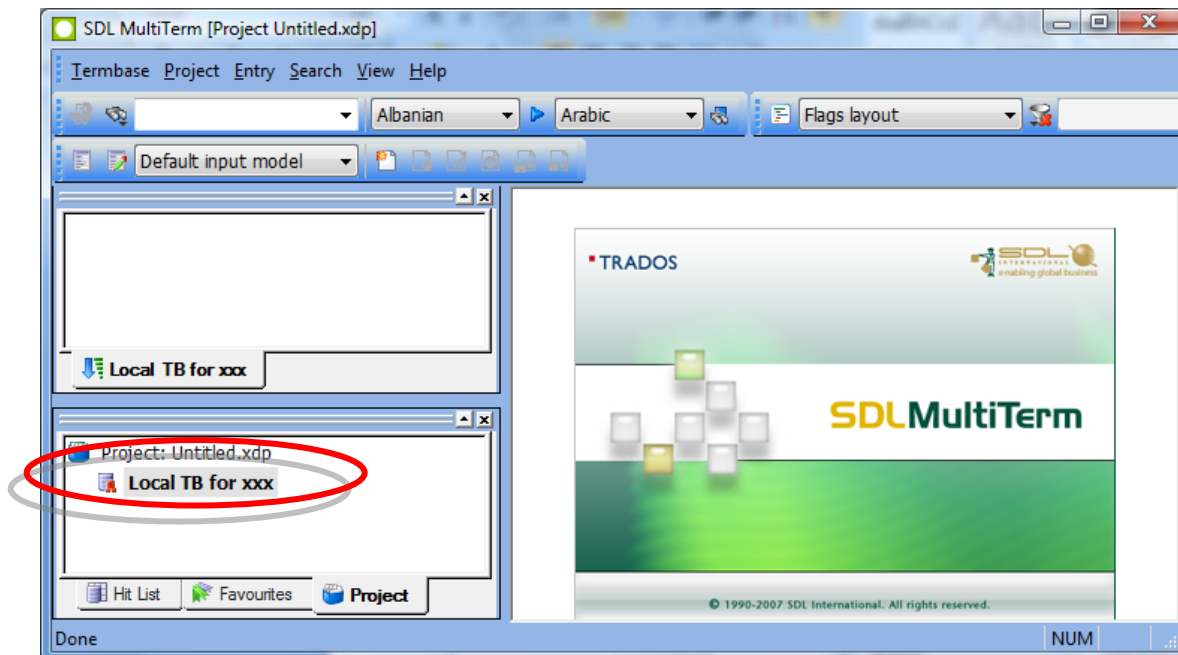 SDL MultiTerm [Project Untitled.xdp]
Termbase Project Entry Search View Help
Albanian Arabic Flags layout
Default input model
Local TB for xxx
Project: Untitled.xdp
Local TB for xxx
Hit List Favourites Project
TRADOS
SDL
INTERNATIONAL
enabling global business
SDLMultiTerm
© 1990-2007 SDL International. All rights reserved.
Done NUM